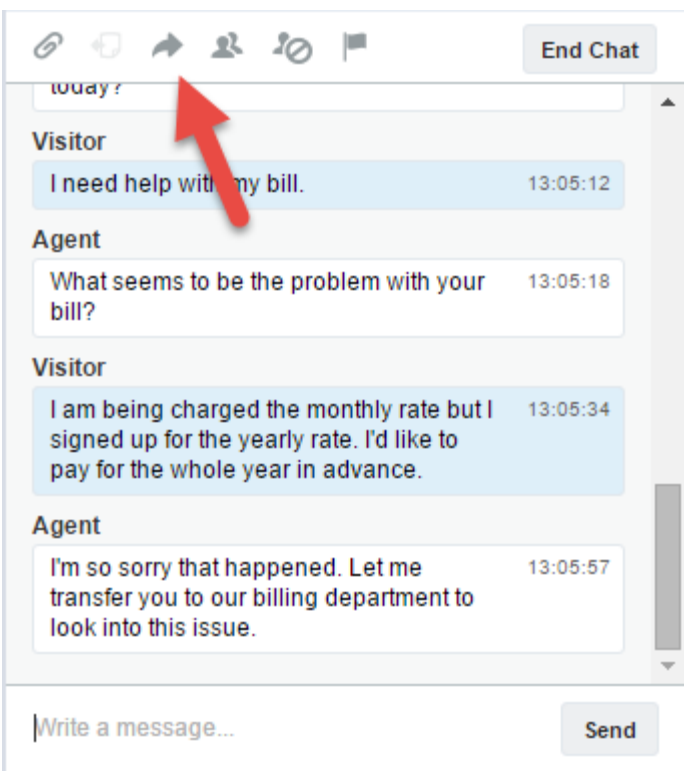 End Chat
today?
Visitor
I need help with my bill.
13:05:12
Agent
What seems to be the problem with your
13:05:18
bill?
Visitor
I am being charged the monthly rate but I
13:05:34
signed up for the yearly rate. I'd like to
pay for the whole year in advance.
Agent
I'm so sorry that happened. Let me
13:05:57
transfer you to our billing department to
look into this issue.
Write a message...
Send